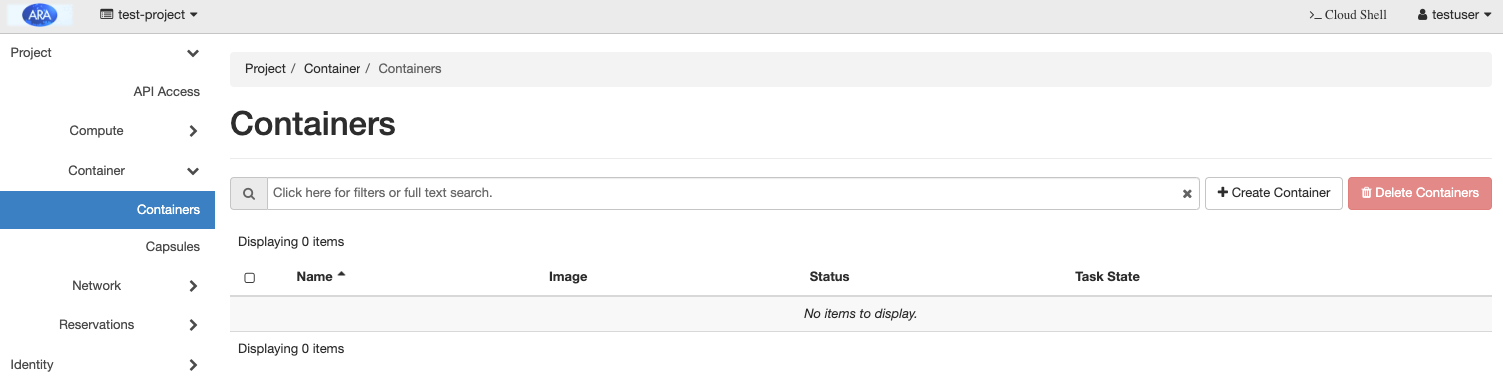 ARA test-project >_ Cloud Shell testuser
Project
API Access
Compute
Container
Containers
Capsules
Network
Reservations
Identity
Project / Container / Containers
Containers
Click here for filters or full text search. Create Container Delete Containers
Displaying 0 items
Name Image Status Task State
No items to display.
Displaying 0 items